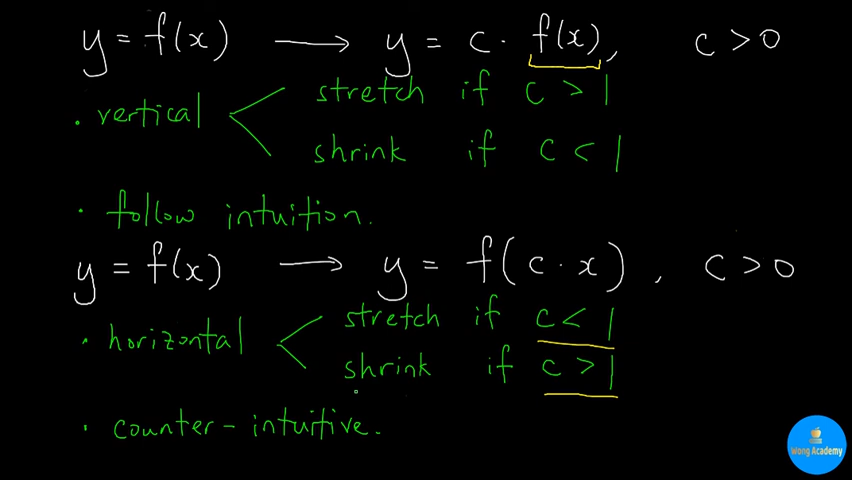 y = f(x) → y = c · f(x), c > 0
· vertical < stretch if c > 1
shrink if c < 1
· follow intuition.
y = f(x) → y = f(c · x), c > 0
· horizontal < stretch if c < 1
shrink if c > 1
· counter-intuitive.
Wong Academy